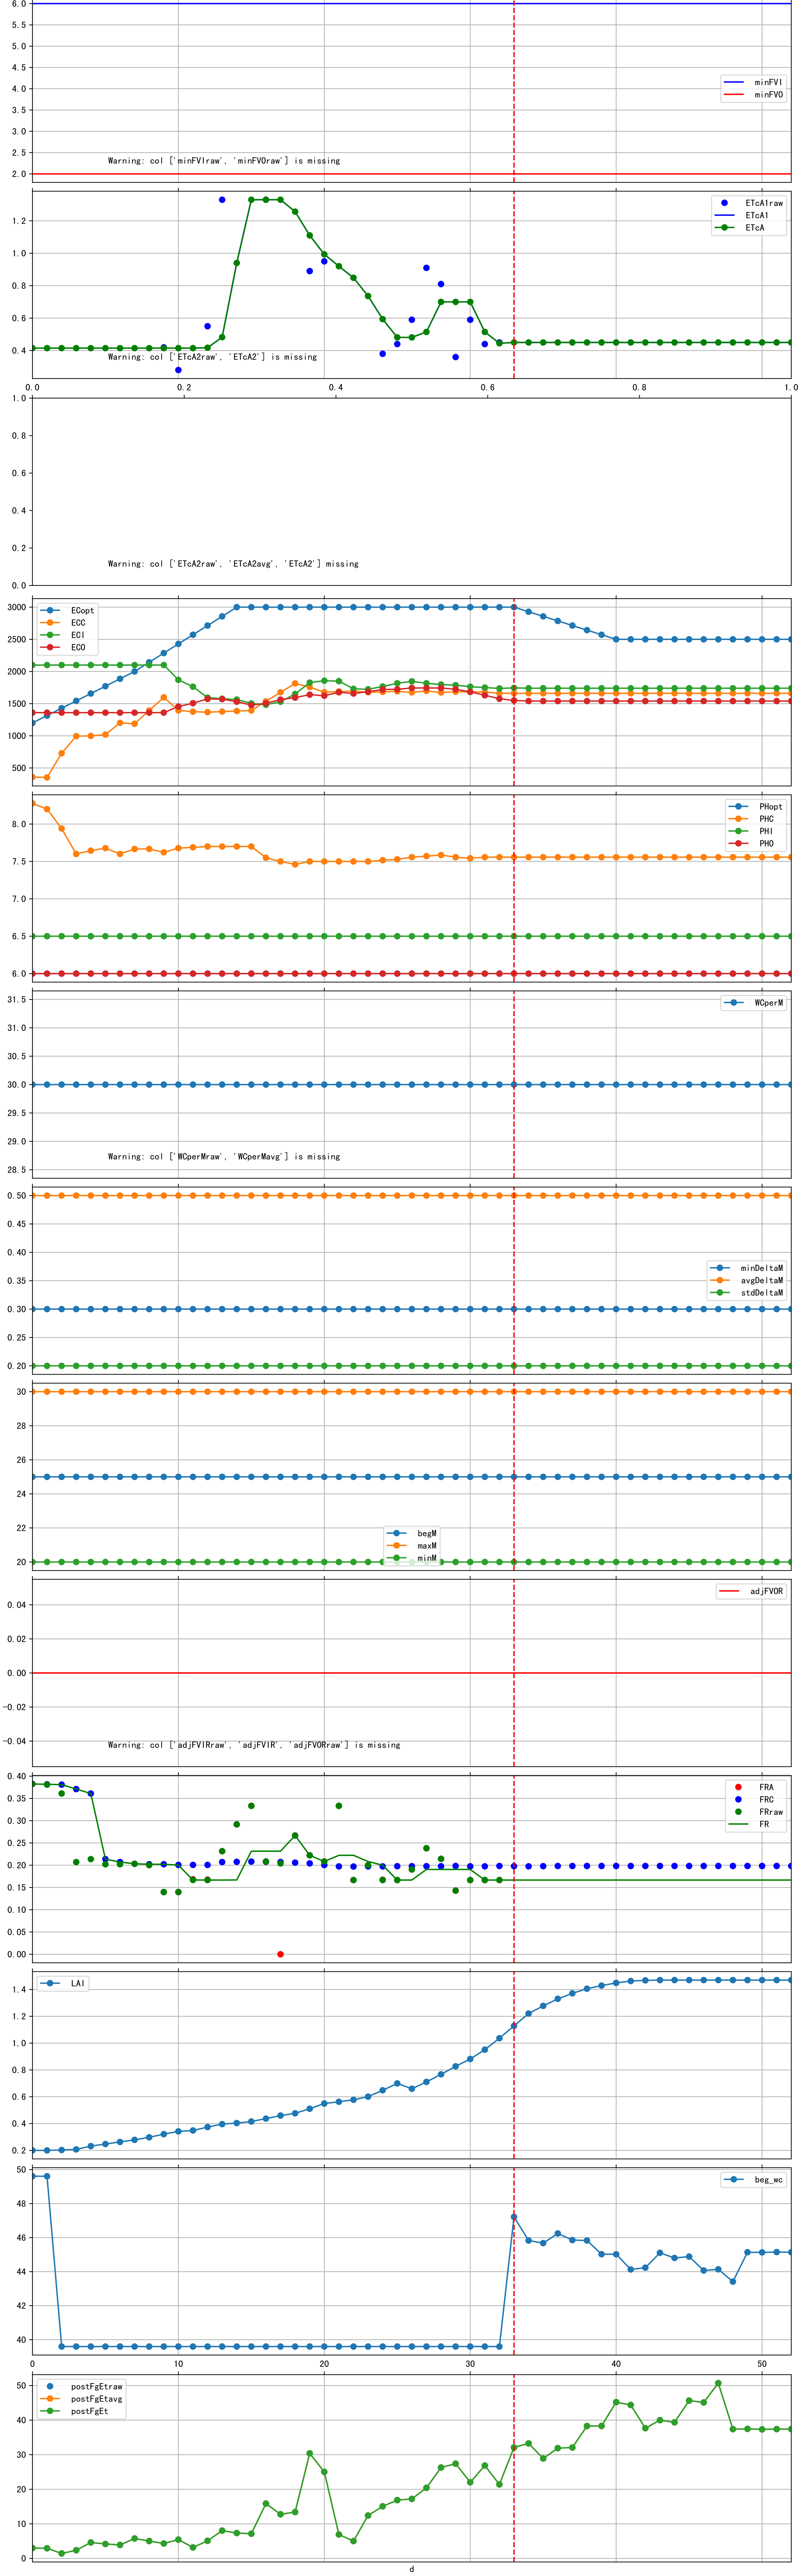 6.0
5.5
5.0
4.5
4.0
3.5
3.0
2.5
2.0
minFVI
minFVO
Warning: col ['minFVIraw', 'minFVOraw'] is missing
1.2
1.0
0.8
0.6
0.4
ETcA1raw
ETcA1
ETcA
Warning: col ['ETcA2raw', 'ETcA2'] is missing
0.0 0.2 0.4 0.6 0.8 1.0
1.0
0.8
0.6
0.4
0.2
0.0
Warning: col ['ETcA2raw', 'ETcA2avg', 'ETcA2'] missing
3000
2500
2000
1500
1000
500
ECopt
ECC
ECI
ECO
8.0
7.5
7.0
6.5
6.0
PHopt
PHC
PHI
PHO
31.5
31.0
30.5
30.0
29.5
29.0
28.5
WCperM
Warning: col ['WCperMraw', 'WCperMavg'] is missing
0.50
0.45
0.40
0.35
0.30
0.25
0.20
minDeltaM
avgDeltaM
stdDeltaM
30
28
26
24
22
20
begM
maxM
minM
0.04
0.02
0.00
−0.02
−0.04
adjFVOR
Warning: col ['adjFVIRraw', 'adjFVIR', 'adjFVORraw'] is missing
0.40
0.35
0.30
0.25
0.20
0.15
0.10
0.05
0.00
FRA
FRC
FRraw
FR
1.4
1.2
1.0
0.8
0.6
0.4
0.2
LAI
50
48
46
44
42
40
beg_wc
0 10 20 30 40 50
50
40
30
20
10
0
postFgEtraw
postFgEtavg
postFgEt
d